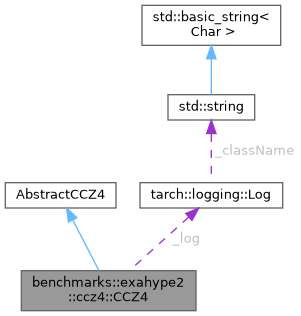 std::basic_string<
Char >
std::string
_className
AbstractCCZ4
tarch::logging::Log
_log
benchmarks::exahype2
::ccz4::CCZ4